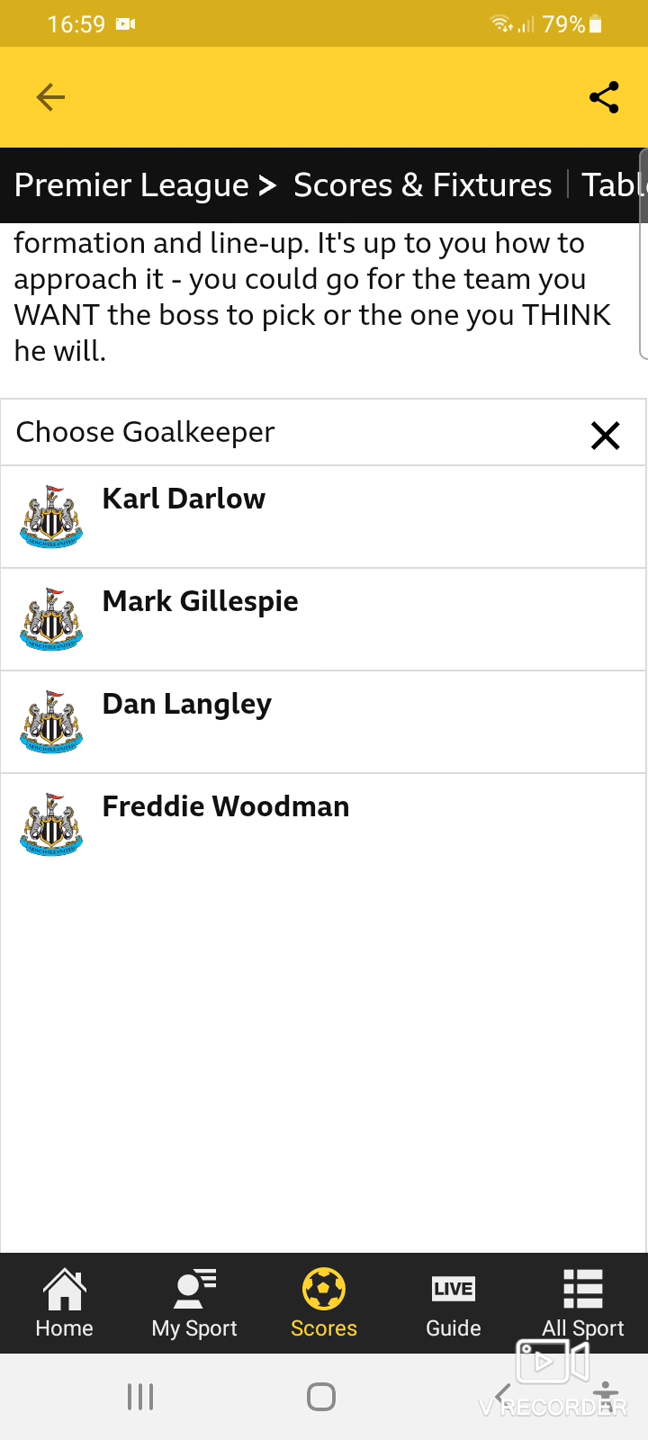 16:59
79%
Premier League > Scores & Fixtures
formation and line-up. It's up to you how to
approach it - you could go for the team you
WANT the boss to pick or the one you THINK
he will.
Choose Goalkeeper
Karl Darlow
Mark Gillespie
Dan Langley
Freddie Woodman
LIVE
Home My Sport Scores Guide All Sport
V RECORDER